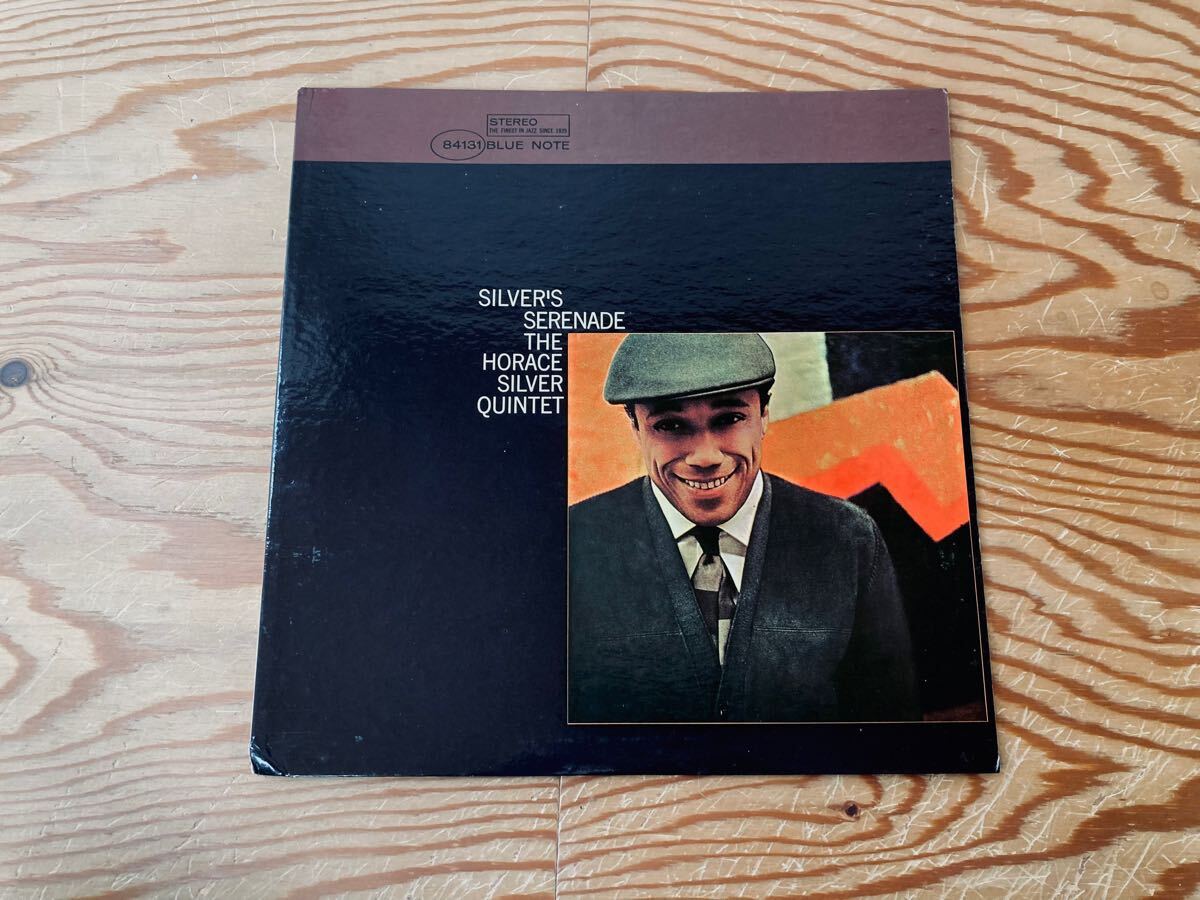 STEREO
THE FINEST IN JAZZ SINCE 1939
84131 BLUE NOTE
SILVER'S
SERENADE
THE
HORACE
SILVER
QUINTET